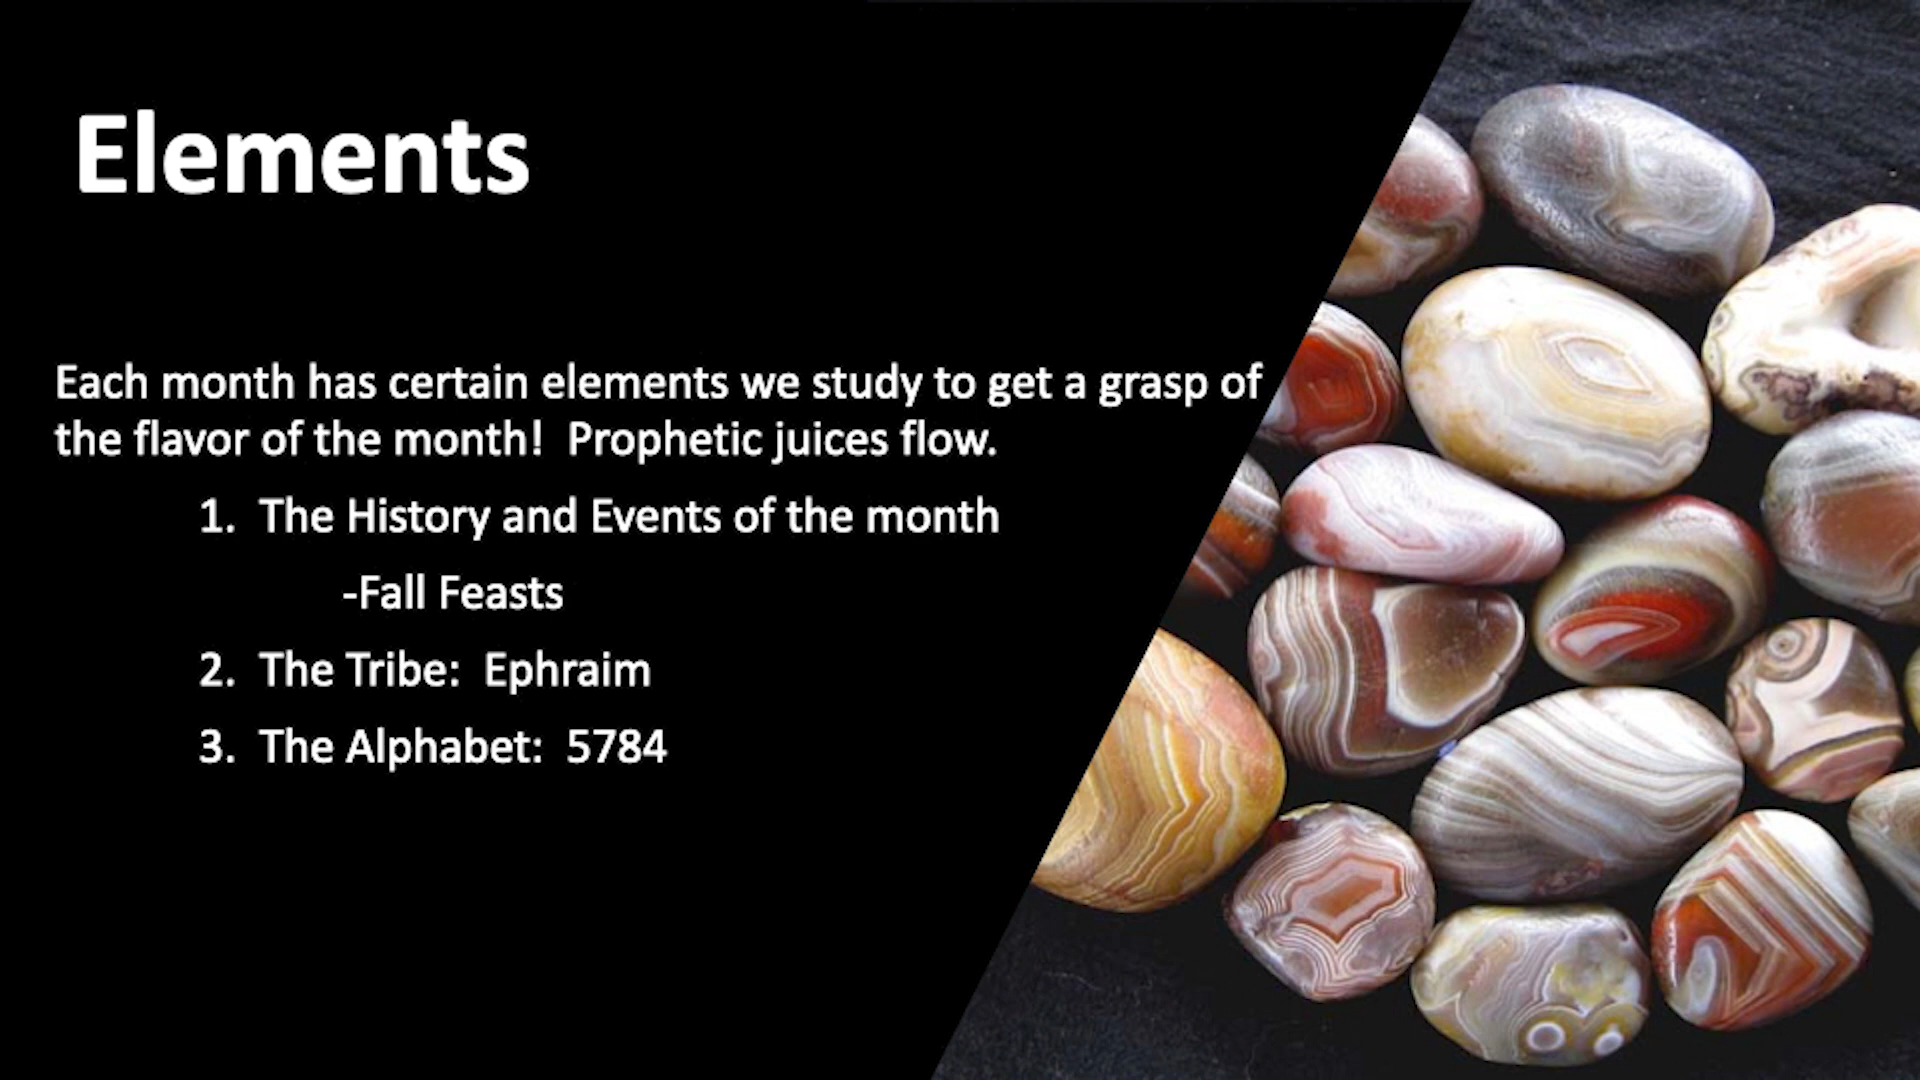 Elements
Each month has certain elements we study to get a grasp of
the flavor of the month!  Prophetic juices flow.
1.  The History and Events of the month
-Fall Feasts
2.  The Tribe:  Ephraim
3.  The Alphabet:  5784